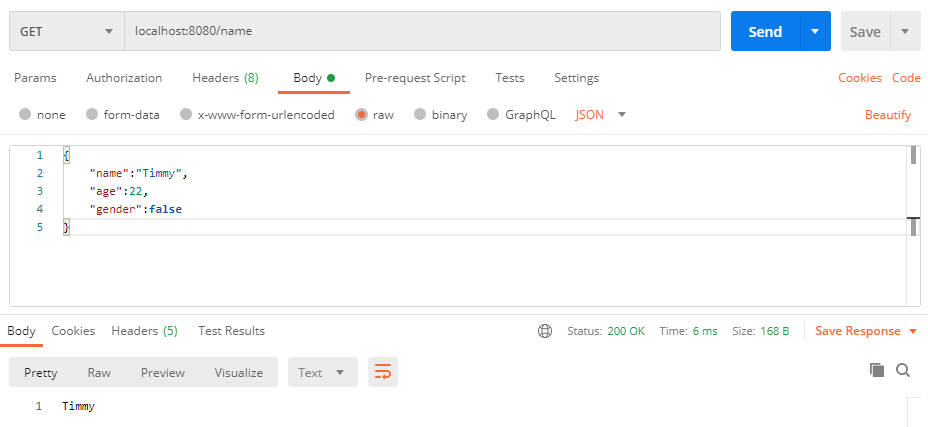 GET localhost:8080/name Send Save
Params Authorization Headers (8) Body Pre-request Script Tests Settings Cookies Code
none form-data x-www-form-urlencoded raw binary GraphQL JSON Beautify
1 {
2 "name":"Timmy",
3 "age":22,
4 "gender":false
5 }
Body Cookies Headers (5) Test Results Status: 200 OK Time: 6 ms Size: 168 B Save Response
Pretty Raw Preview Visualize Text
1 Timmy